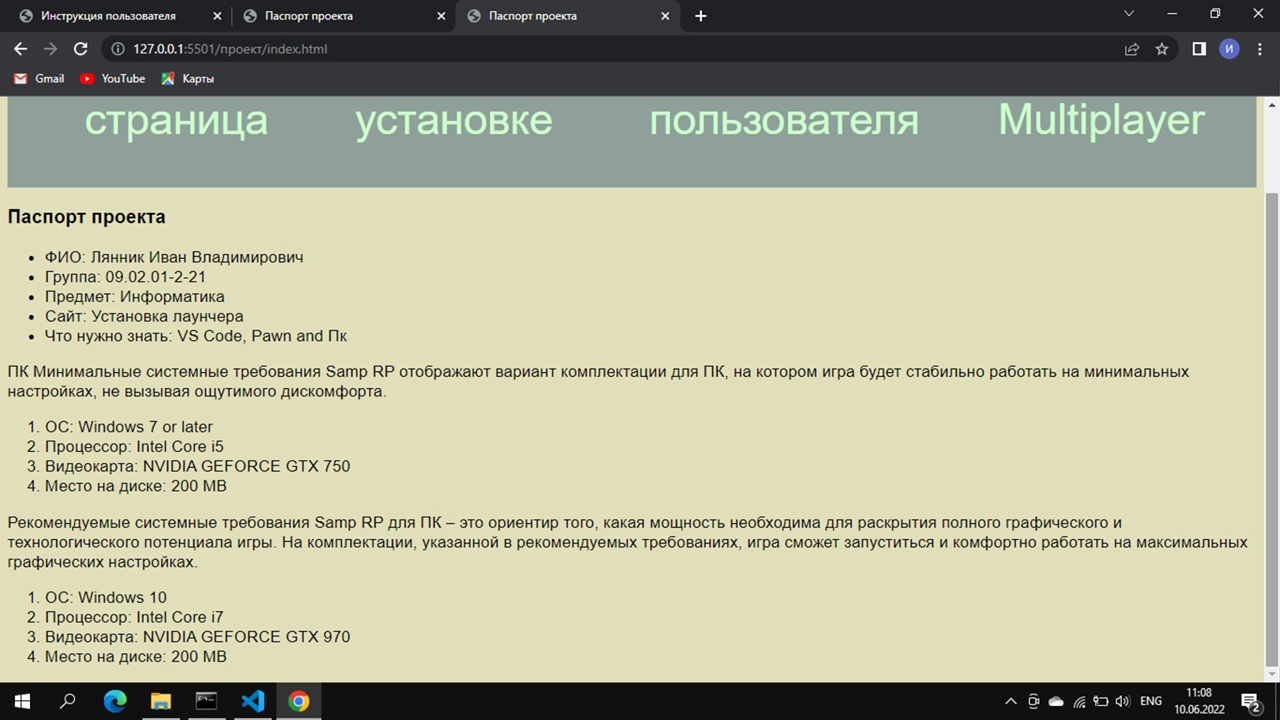 Инструкция пользователя
Паспорт проекта
Паспорт проекта
127.0.0.1:5501/проект/index.html
И
Gmail YouTube Карты
страница установке пользователя Multiplayer
Паспорт проекта
ФИО: Лянник Иван Владимирович
Группа: 09.02.01-2-21
Предмет: Информатика
Сайт: Установка лаунчера
Что нужно знать: VS Code, Pawn and Пк
ПК Минимальные системные требования Samp RP отображают вариант комплектации для ПК, на котором игра будет стабильно работать на минимальных
настройках, не вызывая ощутимого дискомфорта.
1. ОС: Windows 7 or later
2. Процессор: Intel Core i5
3. Видеокарта: NVIDIA GEFORCE GTX 750
4. Место на диске: 200 MB
Рекомендуемые системные требования Samp RP для ПК – это ориентир того, какая мощность необходима для раскрытия полного графического и
технологического потенциала игры. На комплектации, указанной в рекомендуемых требованиях, игра сможет запуститься и комфортно работать на максимальных
графических настройках.
1. ОС: Windows 10
2. Процессор: Intel Core i7
3. Видеокарта: NVIDIA GEFORCE GTX 970
4. Место на диске: 200 MB
ENG
11:08
10.06.2022
2